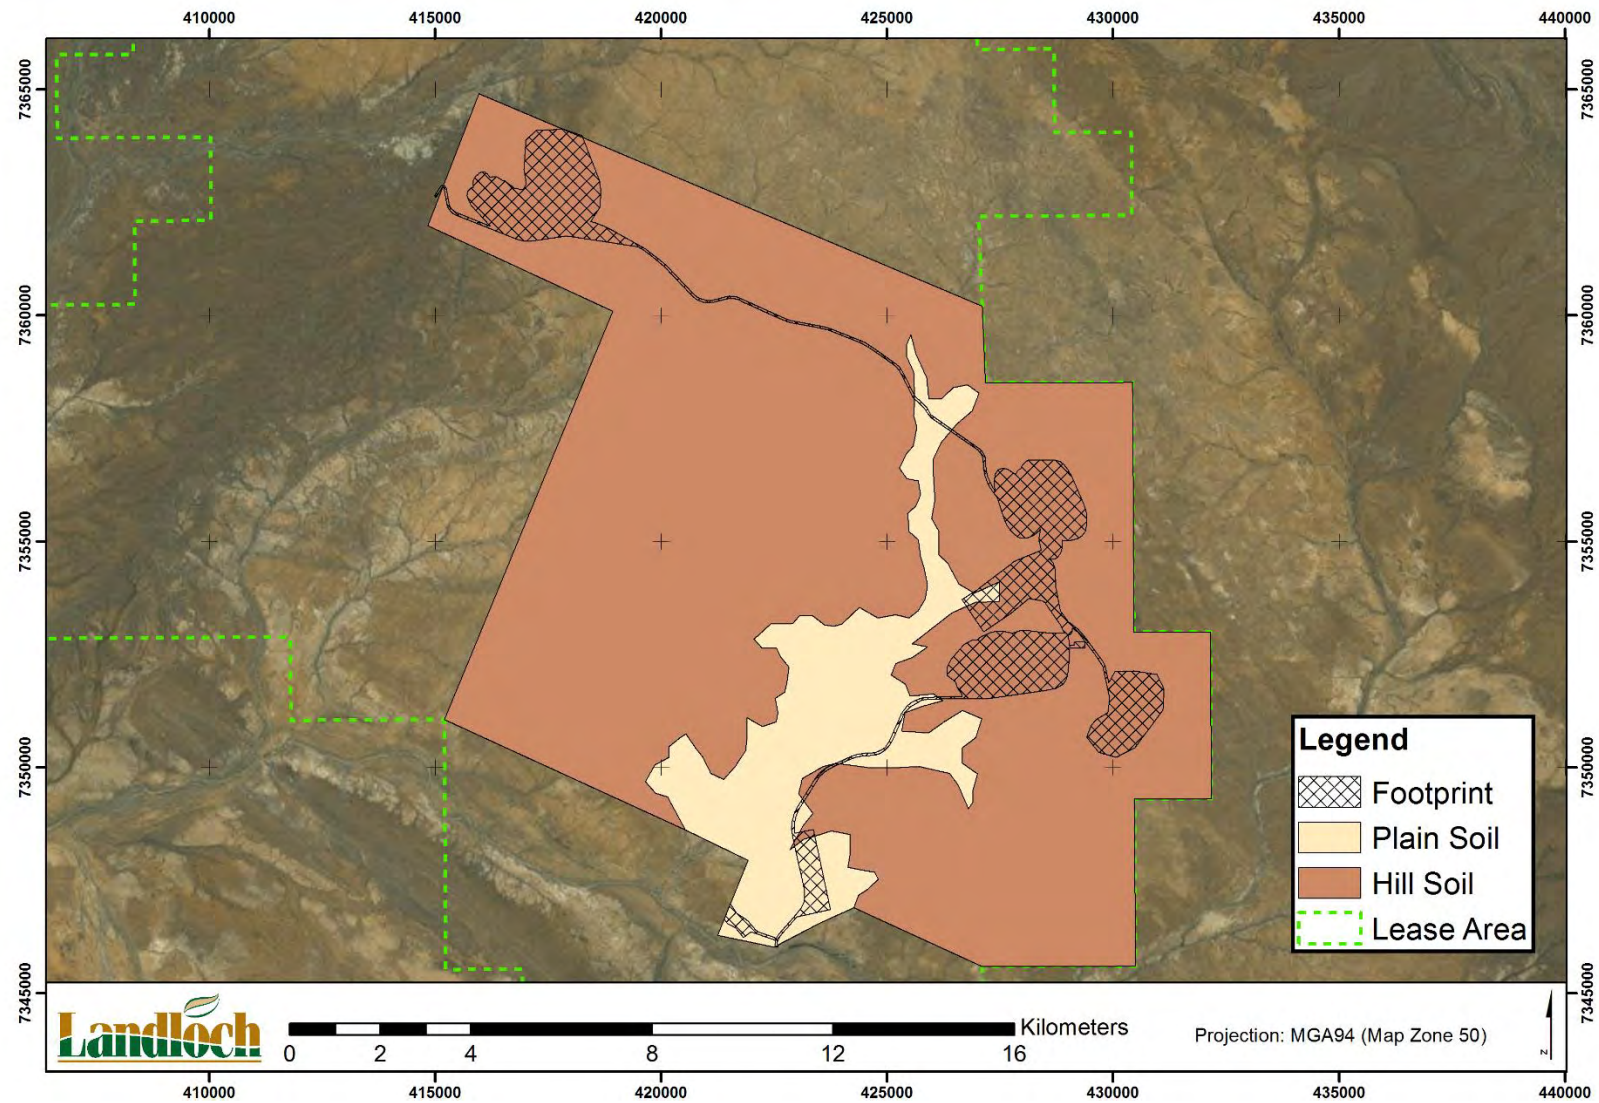 410000 415000 420000 425000 430000 435000 440000
7365000 7365000
7360000 7360000
7355000 7355000
7350000 7350000
7345000 7345000
Legend
Footprint
Plain Soil
Hill Soil
Lease Area
Landloch
Kilometers
0 2 4 8 12 16
Projection: MGA94 (Map Zone 50)
N
410000 415000 420000 425000 430000 435000 440000